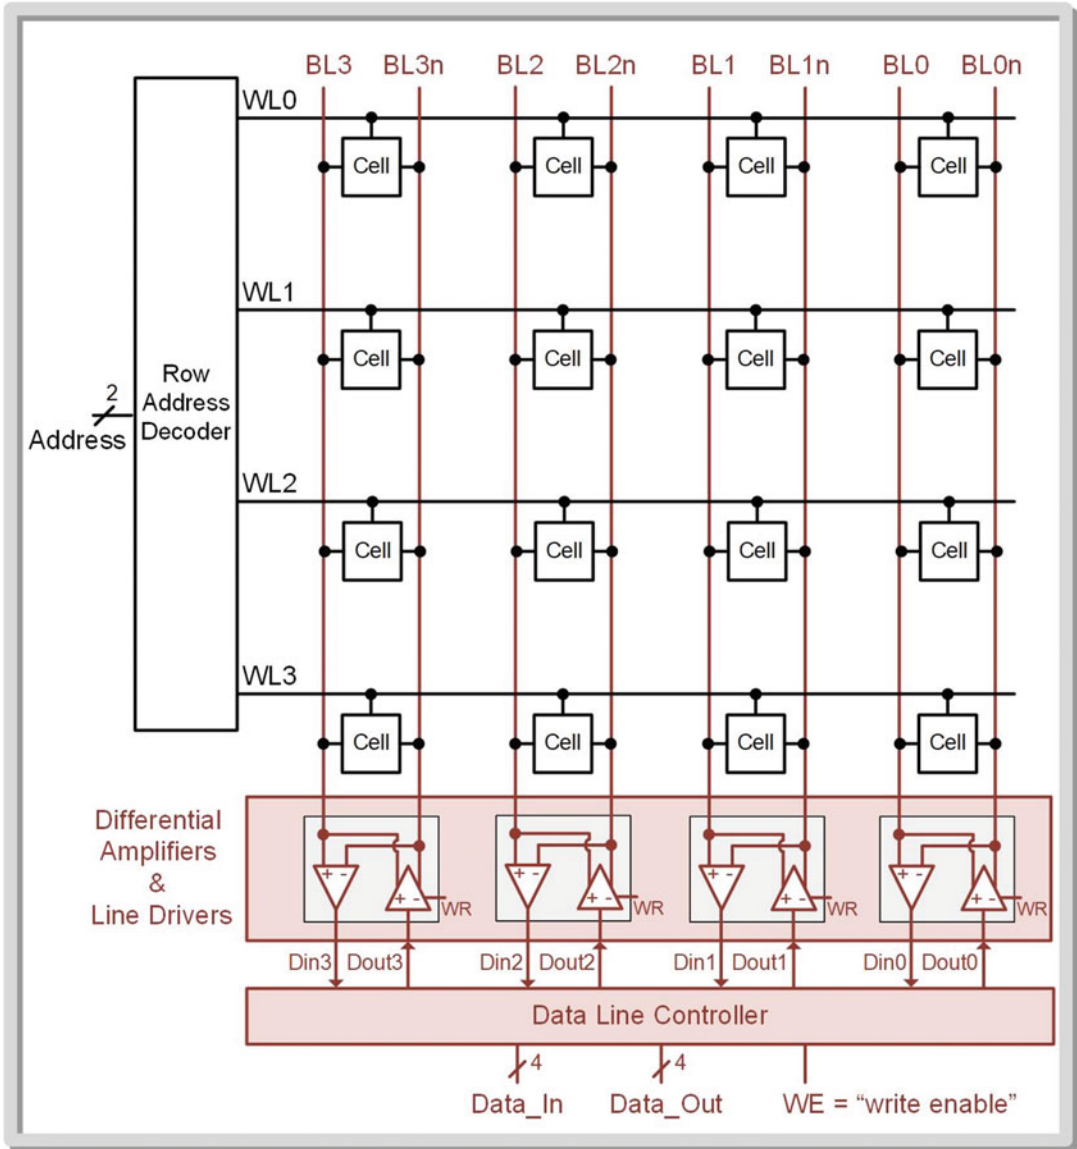 BL3 BL3n BL2 BL2n BL1 BL1n BL0 BL0n
WL0
Cell Cell Cell Cell
WL1
Cell Cell Cell Cell
Row
Address
Decoder
2
Address
WL2
Cell Cell Cell Cell
WL3
Cell Cell Cell Cell
Differential
Amplifiers
&
Line Drivers
+ - + - + - + - + - + - + - + -
WR WR WR WR
Din3 Dout3 Din2 Dout2 Din1 Dout1 Din0 Dout0
Data Line Controller
4 4
Data_In Data_Out WE = “write enable”